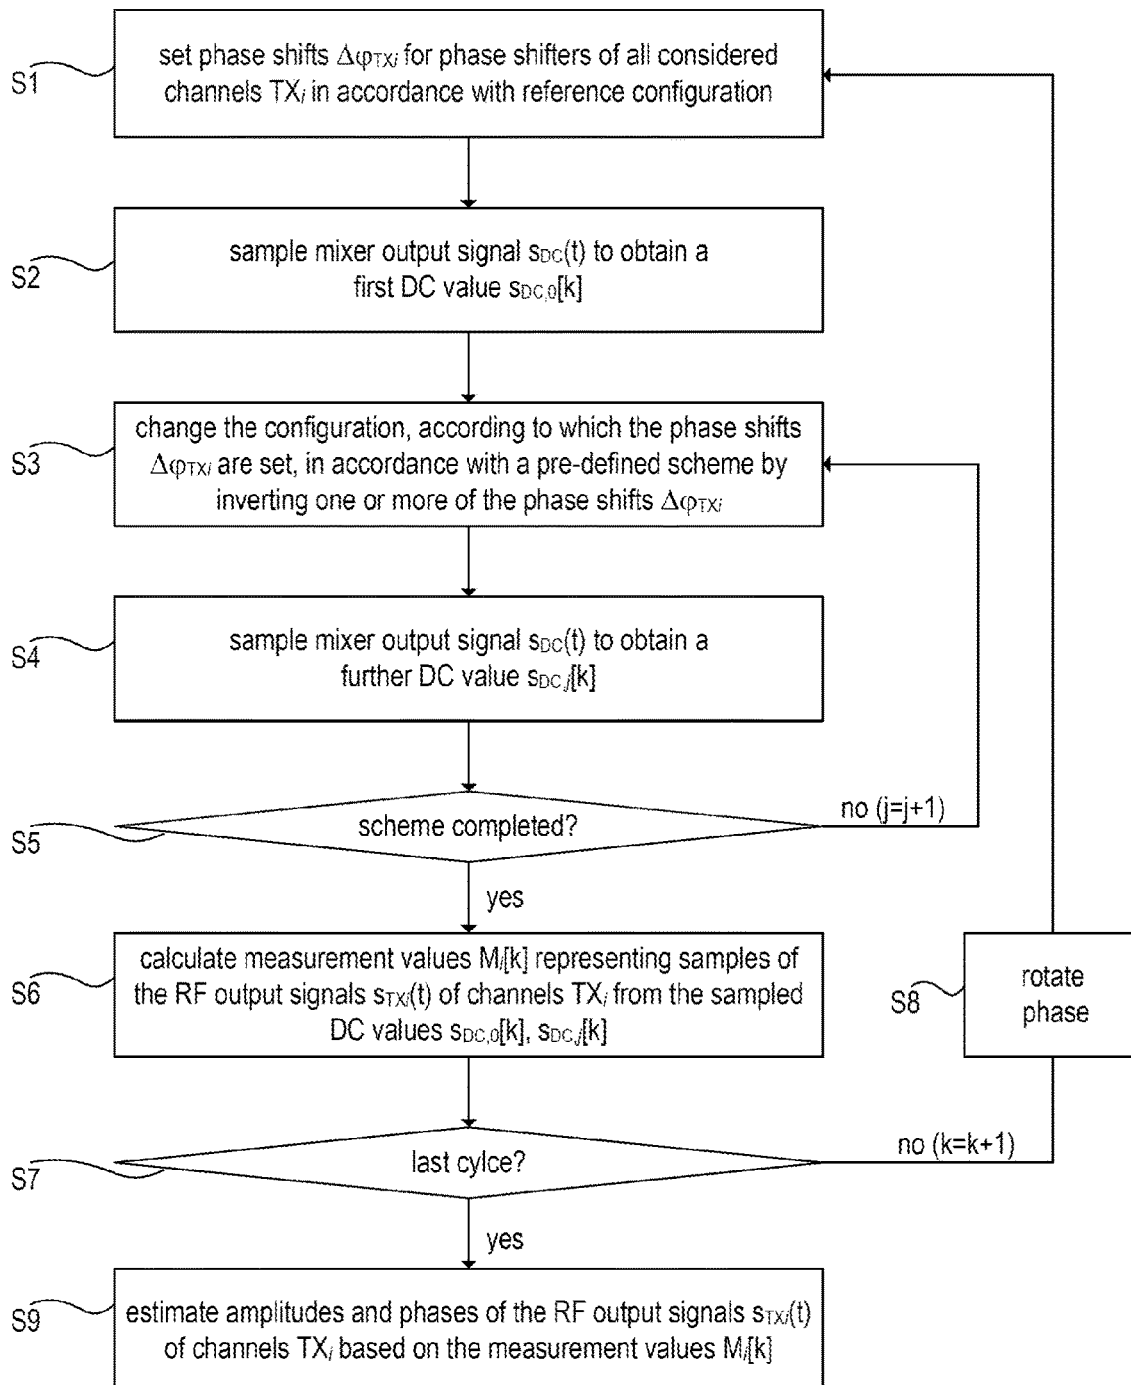 S1
set phase shifts ΔφTXi for phase shifters of all considered
channels TXi in accordance with reference configuration
S2
sample mixer output signal sDC(t) to obtain a
first DC value sDC,0[k]
S3
change the configuration, according to which the phase shifts
ΔφTXi are set, in accordance with a pre-defined scheme by
inverting one or more of the phase shifts ΔφTXi
S4
sample mixer output signal sDC(t) to obtain a
further DC value sDC,j[k]
S5
scheme completed?
no (j=j+1)
yes
S6
calculate measurement values Mi[k] representing samples of
the RF output signals sTXi(t) of channels TXi from the sampled
DC values sDC,0[k], sDC,j[k]
S8
rotate
phase
S7
last cylce?
no (k=k+1)
yes
S9
estimate amplitudes and phases of the RF output signals sTXi(t)
of channels TXi based on the measurement values Mi[k]